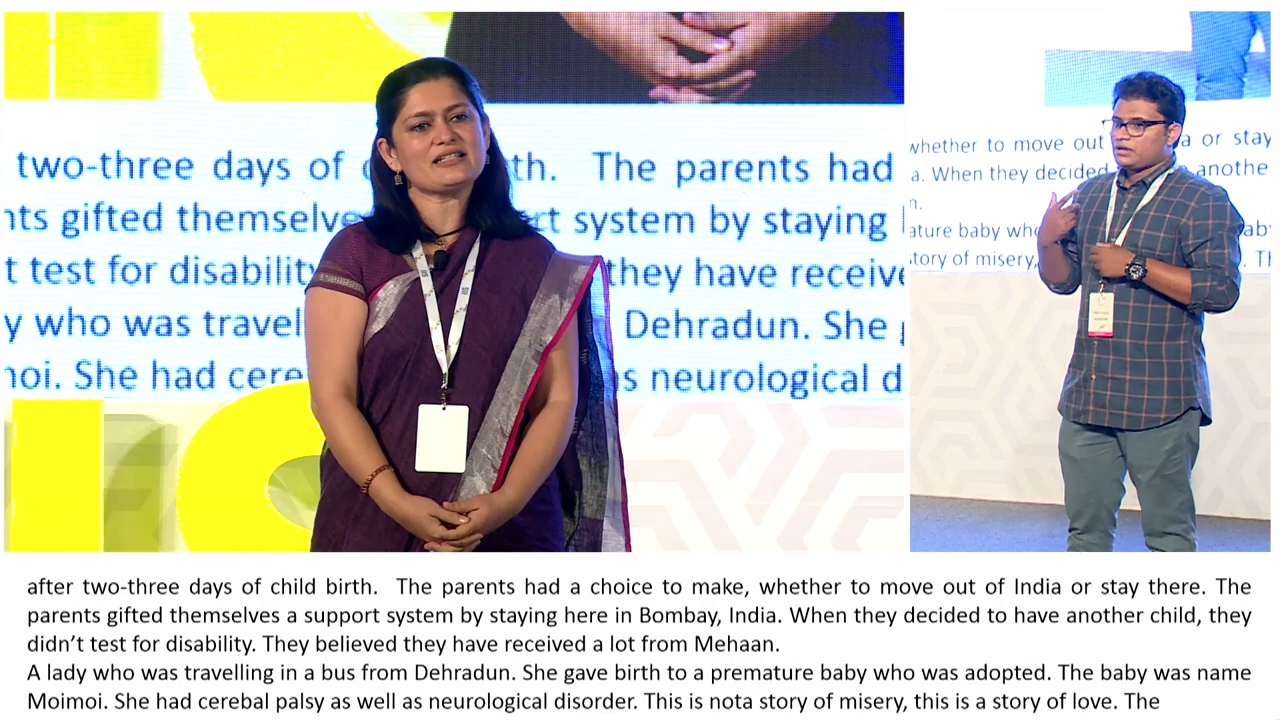 two-three days of th. The parents had
nts gifted themselve rt system by staying
t test for disability they have receive
y who was travel Dehradun. She
moi. She had cere s neurological d
whether to move out a or stay
a. When they decided anothe
n.
ature baby who aby
story of misery, . Th
after two-three days of child birth. The parents had a choice to make, whether to move out of India or stay there. The
parents gifted themselves a support system by staying here in Bombay, India. When they decided to have another child, they
didn't test for disability. They believed they have received a lot from Mehaan.
A lady who was travelling in a bus from Dehradun. She gave birth to a premature baby who was adopted. The baby was name
Moimoi. She had cerebal palsy as well as neurological disorder. This is nota story of misery, this is a story of love. The